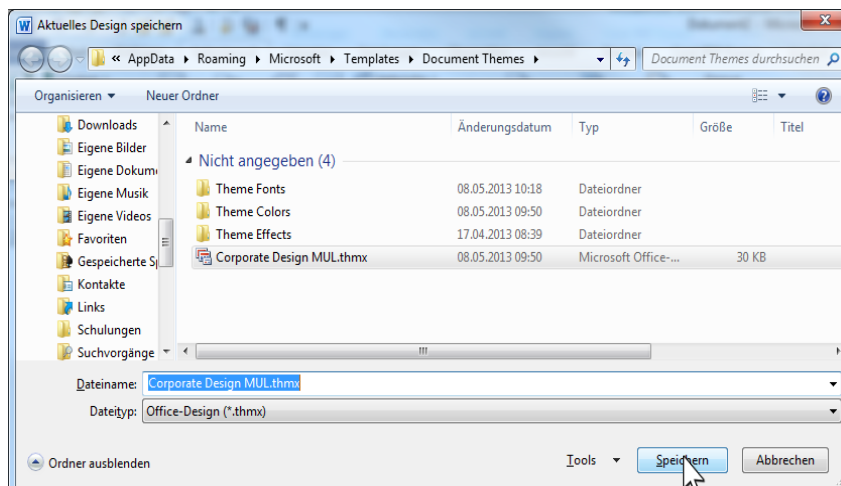 Aktuelles Design speichern
« AppData ▸ Roaming ▸ Microsoft ▸ Templates ▸ Document Themes ▸ Document Themes durchsuchen
Organisieren Neuer Ordner
Name Änderungsdatum Typ Größe Titel
Nicht angegeben (4)
Downloads
Eigene Bilder
Eigene Dokum
Eigene Musik
Eigene Videos
Favoriten
Gespeicherte S
Kontakte
Links
Schulungen
Suchvorgänge
Theme Fonts 08.05.2013 10:18 Dateiordner
Theme Colors 08.05.2013 09:50 Dateiordner
Theme Effects 17.04.2013 08:39 Dateiordner
Corporate Design MUL.thmx 08.05.2013 09:50 Microsoft Office-... 30 KB
Dateiname: Corporate Design MUL.thmx
Dateityp: Office-Design (*.thmx)
Ordner ausblenden Tools Speichern Abbrechen